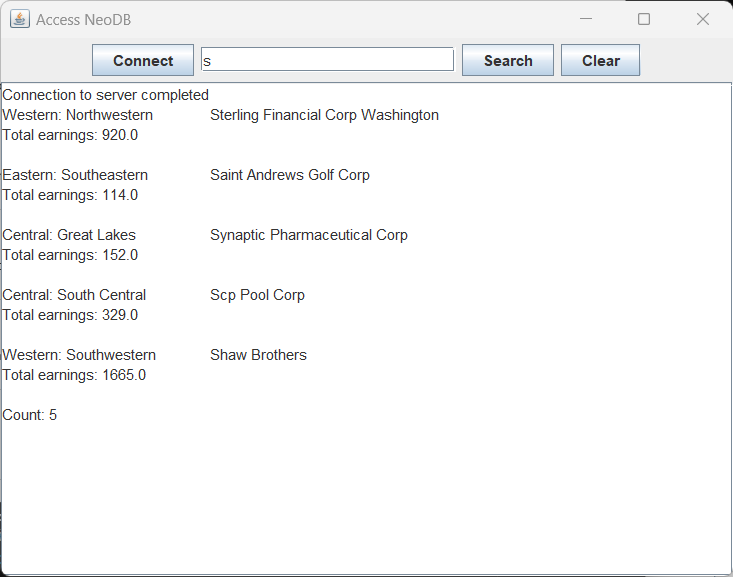 Access NeoDB
Connect s Search Clear
Connection to server completed
Western: Northwestern Sterling Financial Corp Washington
Total earnings: 920.0
Eastern: Southeastern Saint Andrews Golf Corp
Total earnings: 114.0
Central: Great Lakes Synaptic Pharmaceutical Corp
Total earnings: 152.0
Central: South Central Scp Pool Corp
Total earnings: 329.0
Western: Southwestern Shaw Brothers
Total earnings: 1665.0
Count: 5